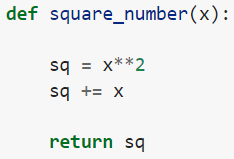 def square_number(x):
    sq = x**2
    sq += x
    return sq